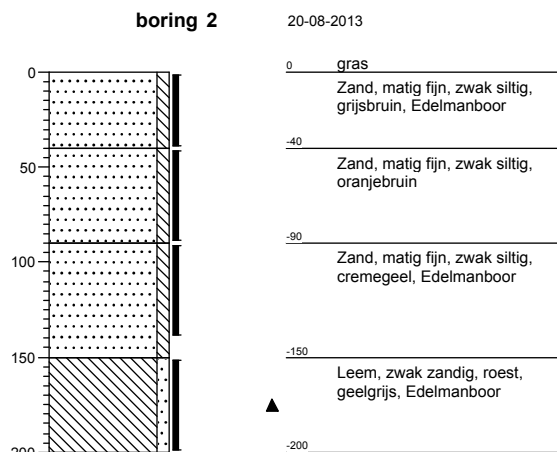 boring 2
20-08-2013
0
50
100
150
200
0
gras
Zand, matig fijn, zwak siltig,
grijsbruin, Edelmanboor
-40
Zand, matig fijn, zwak siltig,
oranjebruin
-90
Zand, matig fijn, zwak siltig,
cremegeel, Edelmanboor
-150
Leem, zwak zandig, roest,
geelgrijs, Edelmanboor
-200